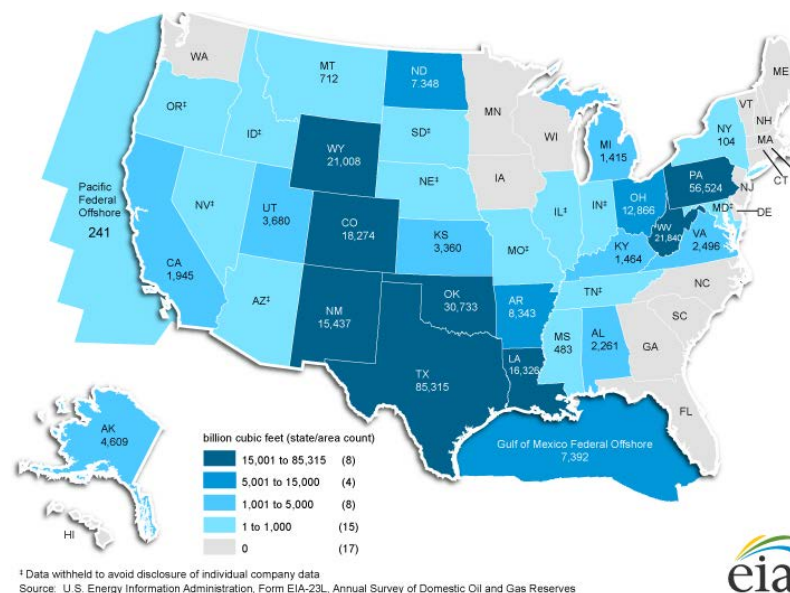 WA
MT
712
ND
7.348
MN
ME
OR‡
ID‡
SD‡
WI
VT
NH
NY
104
MA
CT
WY
21,008
MI
1,415
IA
NE‡
PA
56,524
NJ
Pacific
Federal
Offshore
241
NV‡
UT
3,680
CO
18,274
IL‡
IN‡
OH
12,866
MD‡
DE
WV
21,840
VA
2,496
KS
3,360
MO‡
KY
1,464
CA
1,945
NC
TN‡
AZ‡
NM
15,437
OK
30,733
AR
8,343
SC
MS
483
AL
2,261
GA
TX
85,315
LA
16,326
FL
AK
4,609
HI
Gulf of Mexico Federal Offshore
7,392
billion cubic feet (state/area count)
15,001 to 85,315 (8)
5,001 to 15,000 (4)
1,001 to 5,000 (8)
1 to 1,000 (15)
0 (17)
eia
‡ Data withheld to avoid disclosure of individual company data
Source: U.S. Energy Information Administration, Form EIA-23L, Annual Survey of Domestic Oil and Gas Reserves